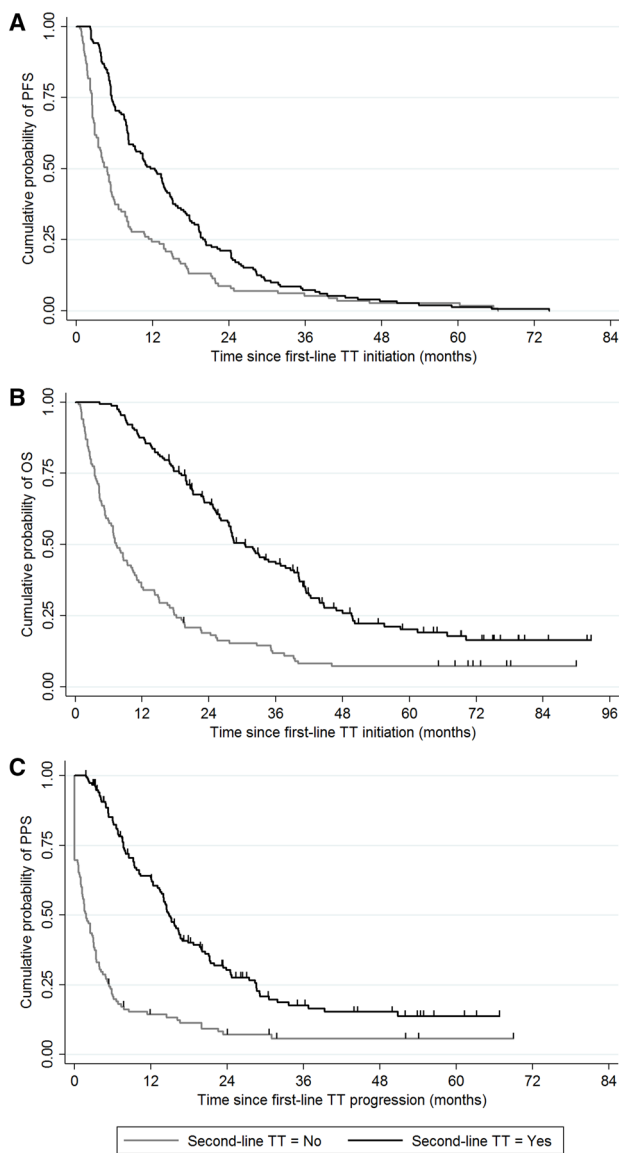 A
Cumulative probability of PFS
1.00
0.75
0.50
0.25
0.00
0 12 24 36 48 60 72 84
Time since first-line TT initiation (months)
B
Cumulative probability of OS
1.00
0.75
0.50
0.25
0.00
0 12 24 36 48 60 72 84 96
Time since first-line TT initiation (months)
C
Cumulative probability of PPS
1.00
0.75
0.50
0.25
0.00
0 12 24 36 48 60 72 84
Time since first-line TT progression (months)
Second-line TT = No Second-line TT = Yes